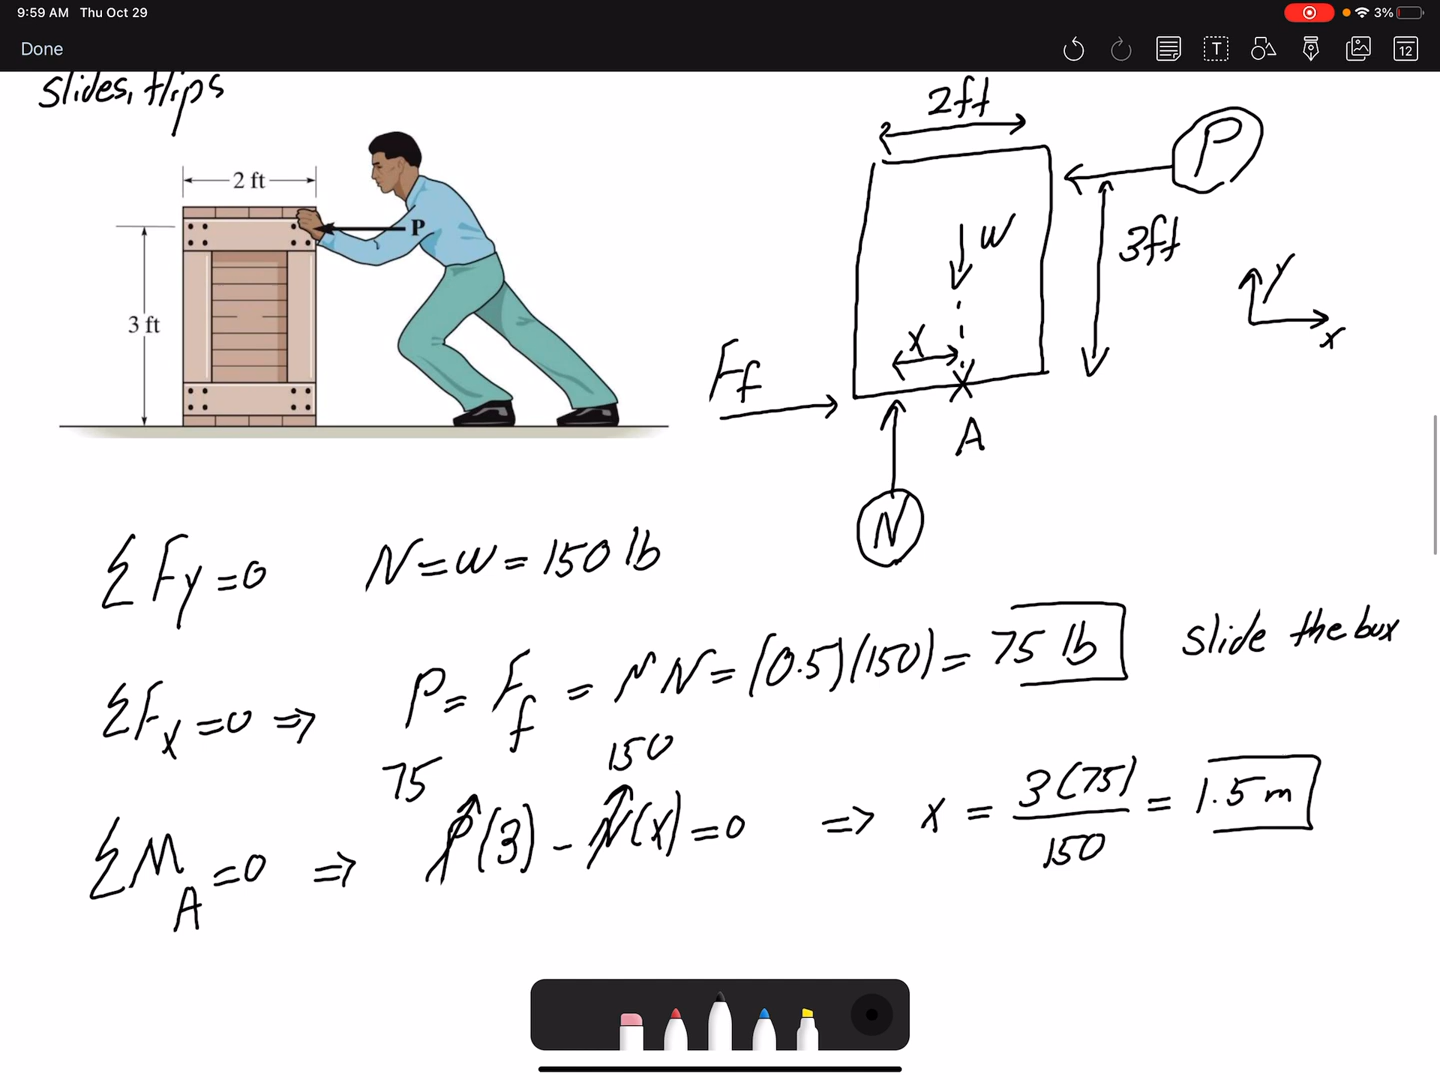 9:59 AM Thu Oct 29
3%
Done
T
12
slides, flips
2 ft
P
3 ft
2ft
P
W
3ft
Y
x
x
Ff
A
N
ΣFy=0 N=W=150 lb
ΣFx=0 => P= Ff = μN=(0.5)(150)= 75 lb slide the box
75 150
ΣM A =0 => P(3) - N(x)=0 => x = 3(75) / 150 = 1.5 m